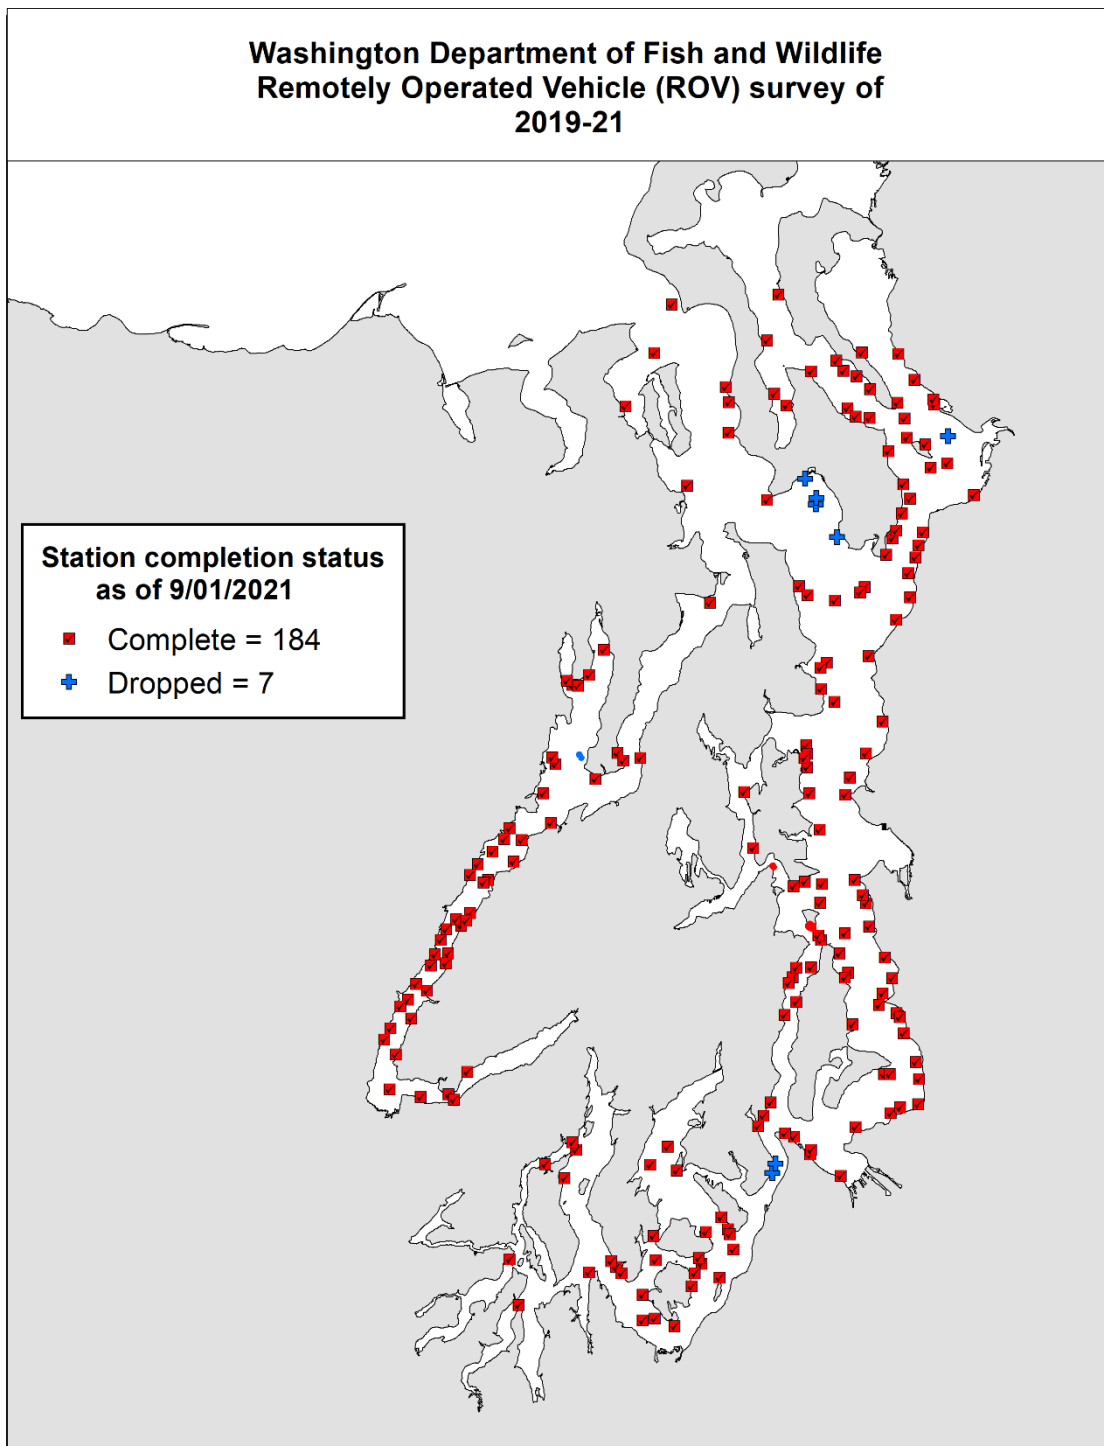 Washington Department of Fish and Wildlife
Remotely Operated Vehicle (ROV) survey of
2019-21
Station completion status
as of 9/01/2021
Complete = 184
Dropped = 7